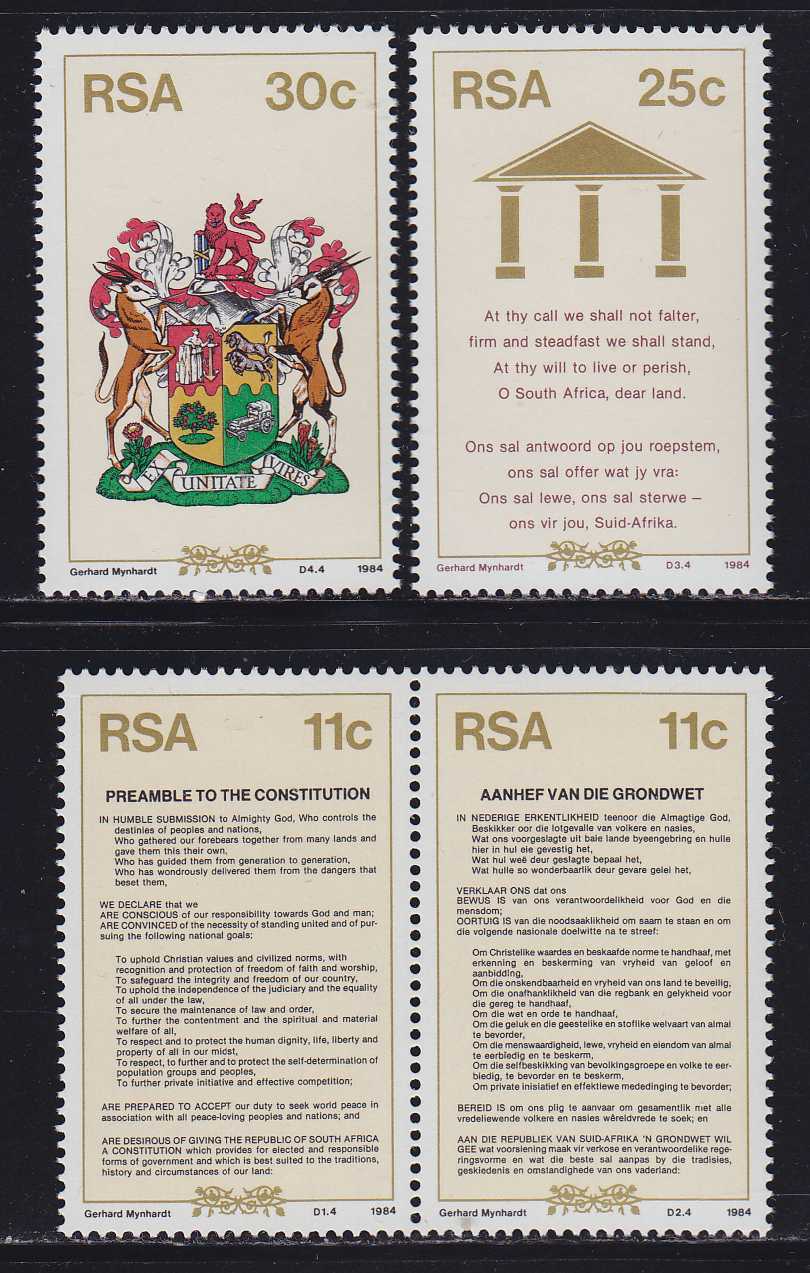 RSA 30c
EX UNITATE VIRES
Gerhard Mynhardt D4.4 1984
RSA 25c
At thy call we shall not falter,
firm and steadfast we shall stand,
At thy will to live or perish,
O South Africa, dear land.
Ons sal antwoord op jou roepstem,
ons sal offer wat jy vra:
Ons sal lewe, ons sal sterwe –
ons vir jou, Suid-Afrika.
Gerhard Mynhardt D3.4 1984
RSA 11c
PREAMBLE TO THE CONSTITUTION
IN HUMBLE SUBMISSION to Almighty God, Who controls the
destinies of peoples and nations,
Who gathered our forebears together from many lands and
gave them this their own,
Who has guided them from generation to generation,
Who has wondrously delivered them from the dangers that
beset them,
WE DECLARE that we
ARE CONSCIOUS of our responsibility towards God and man;
ARE CONVINCED of the necessity of standing united and of pur-
suing the following national goals:
To uphold Christian values and civilized norms, with
recognition and protection of freedom of faith and worship,
To safeguard the integrity and freedom of our country,
To uphold the independence of the judiciary and the equality
of all under the law,
To secure the maintenance of law and order,
To further the contentment and the spiritual and material
welfare of all,
To respect and to protect the human dignity, life, liberty and
property of all in our midst,
To respect, to further and to protect the self-determination of
population groups and peoples,
To further private initiative and effective competition;
ARE PREPARED TO ACCEPT our duty to seek world peace in
association with all peace-loving peoples and nations; and
ARE DESIROUS OF GIVING THE REPUBLIC OF SOUTH AFRICA
A CONSTITUTION which provides for elected and responsible
forms of government and which is best suited to the traditions,
history and circumstances of our land:
Gerhard Mynhardt D1.4 1984
RSA 11c
AANHEF VAN DIE GRONDWET
IN NEDERIGE ERKENTLIKHEID teenoor die Almagtige God,
Beskikker oor die lotgevalle van volkere en nasies,
Wat ons voorgeslagte uit baie lande byeengebring en hulle
hier in hul eie gevestig het,
Wat hul weë deur geslagte bepaal het,
Wat hulle so wonderbaarlik deur gevare gelei het,
VERKLAAR ONS dat ons
BEWUS IS van ons verantwoordelikheid voor God en die
mensdom;
OORTUIG IS van die noodsaaklikheid om saam te staan en om
die volgende nasionale doelwitte na te streef:
Om Christelike waardes en beskaafde norme te handhaaf, met
erkenning en beskerming van vryheid van geloof en
aanbidding,
Om die onskendbaarheid en vryheid van ons land te beveilig,
Om die onafhanklikheid van die regbank en gelykheid voor
die gereg te handhaaf,
Om die wet en orde te handhaaf,
Om die geluk en die geestelike en stoflike welvaart van almal
te bevorder,
Om die menswaardigheid, lewe, vryheid en eiendom van almal
te eerbiedig en te beskerm,
Om die selfbeskikking van bevolkingsgroepe en volke te eer-
biedig, te bevorder en te beskerm,
Om private inisiatief en effektiewe mededinging te bevorder;
BEREID IS om ons plig te aanvaar om gesamentlik met alle
vredeliewende volkere en nasies wêreldvrede te soek; en
AAN DIE REPUBLIEK VAN SUID-AFRIKA 'N GRONDWET WIL
GEE wat voorsiening maak vir verkose en verantwoordelike rege-
ringsvorme en wat die beste sal aanpas by die tradisies,
geskiedenis en omstandighede van ons vaderland:
Gerhard Mynhardt D2.4 1984